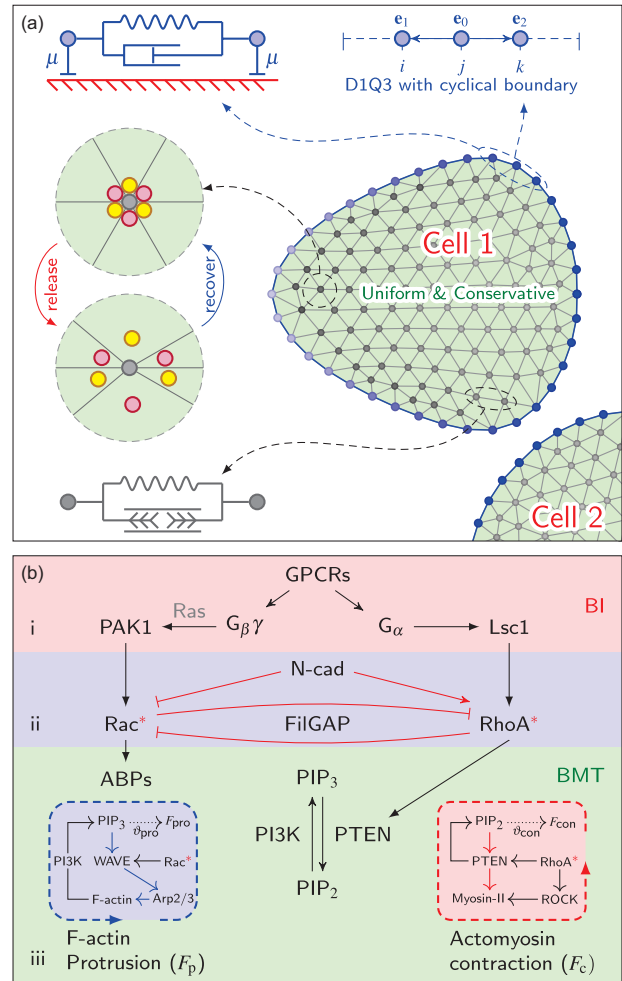 (a)
μ
μ
e₁
e₀
e₂
i
j
k
D1Q3 with cyclical boundary
release
recover
Cell 1
Uniform & Conservative
Cell 2
(b)
GPCRs
BI
Ras
i
PAK1
Gβγ
Gα
Lsc1
N-cad
ii
Rac*
FilGAP
RhoA*
ABPs
BMT
PIP₃
PI3K
PTEN
PIP₂
PIP₃
ϑpro
Fpro
PI3K
WAVE
Rac*
F-actin
Arp2/3
PIP₂
ϑcon
Fcon
PTEN
RhoA*
Myosin-II
ROCK
F-actin
Protrusion (Fp)
Actomyosin
contraction (Fc)
iii